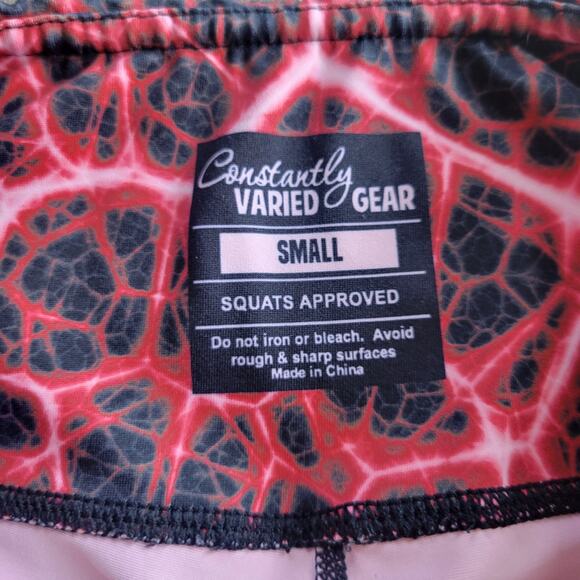 Constantly
VARIED GEAR
SMALL
SQUATS APPROVED
Do not iron or bleach. Avoid
rough & sharp surfaces
Made in China